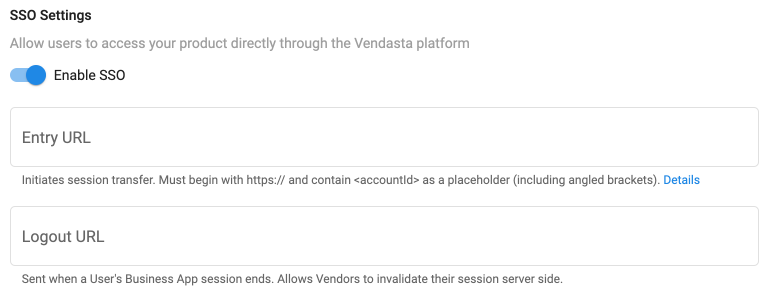 SSO Settings
Allow users to access your product directly through the Vendasta platform
Enable SSO
Entry URL
Initiates session transfer. Must begin with https:// and contain <accountId> as a placeholder (including angled brackets). Details
Logout URL
Sent when a User's Business App session ends. Allows Vendors to invalidate their session server side.